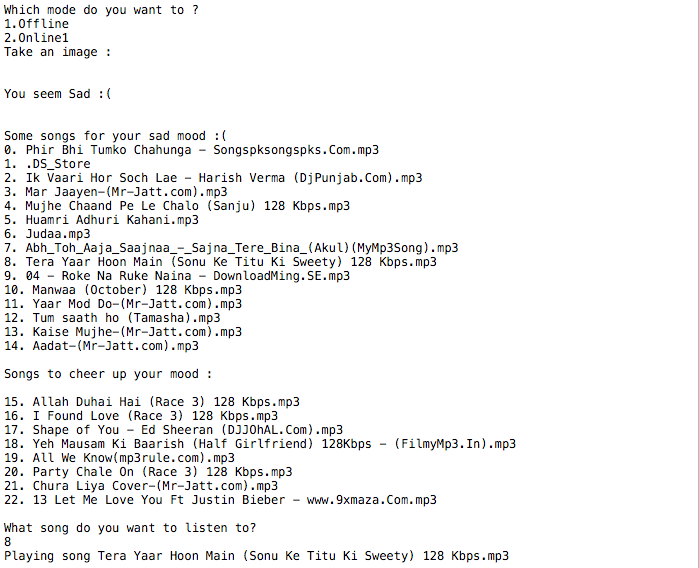 Which mode do you want to ?
1.Offline
2.Online1
Take an image :
You seem Sad :(
Some songs for your sad mood :(
0. Phir Bhi Tumko Chahunga – Songspksongspks.Com.mp3
1. .DS_Store
2. Ik Vaari Hor Soch Lae – Harish Verma (DjPunjab.Com).mp3
3. Mar Jaayen–(Mr–Jatt.com).mp3
4. Mujhe Chaand Pe Le Chalo (Sanju) 128 Kbps.mp3
5. Huamri Adhuri Kahani.mp3
6. Judaa.mp3
7. Abh_Toh_Aaja_Saajnaa_–_Sajna_Tere_Bina_(Akul)(MyMp3Song).mp3
8. Tera Yaar Hoon Main (Sonu Ke Titu Ki Sweety) 128 Kbps.mp3
9. 04 – Roke Na Ruke Naina – DownloadMing.SE.mp3
10. Manwaa (October) 128 Kbps.mp3
11. Yaar Mod Do–(Mr–Jatt.com).mp3
12. Tum saath ho (Tamasha).mp3
13. Kaise Mujhe–(Mr–Jatt.com).mp3
14. Aadat–(Mr–Jatt.com).mp3
Songs to cheer up your mood :
15. Allah Duhai Hai (Race 3) 128 Kbps.mp3
16. I Found Love (Race 3) 128 Kbps.mp3
17. Shape of You – Ed Sheeran (DJJOhAL.Com).mp3
18. Yeh Mausam Ki Baarish (Half Girlfriend) 128Kbps – (FilmyMp3.In).mp3
19. All We Know(mp3rule.com).mp3
20. Party Chale On (Race 3) 128 Kbps.mp3
21. Chura Liya Cover–(Mr–Jatt.com).mp3
22. 13 Let Me Love You Ft Justin Bieber – www.9xmaza.Com.mp3
What song do you want to listen to?
8
Playing song Tera Yaar Hoon Main (Sonu Ke Titu Ki Sweety) 128 Kbps.mp3